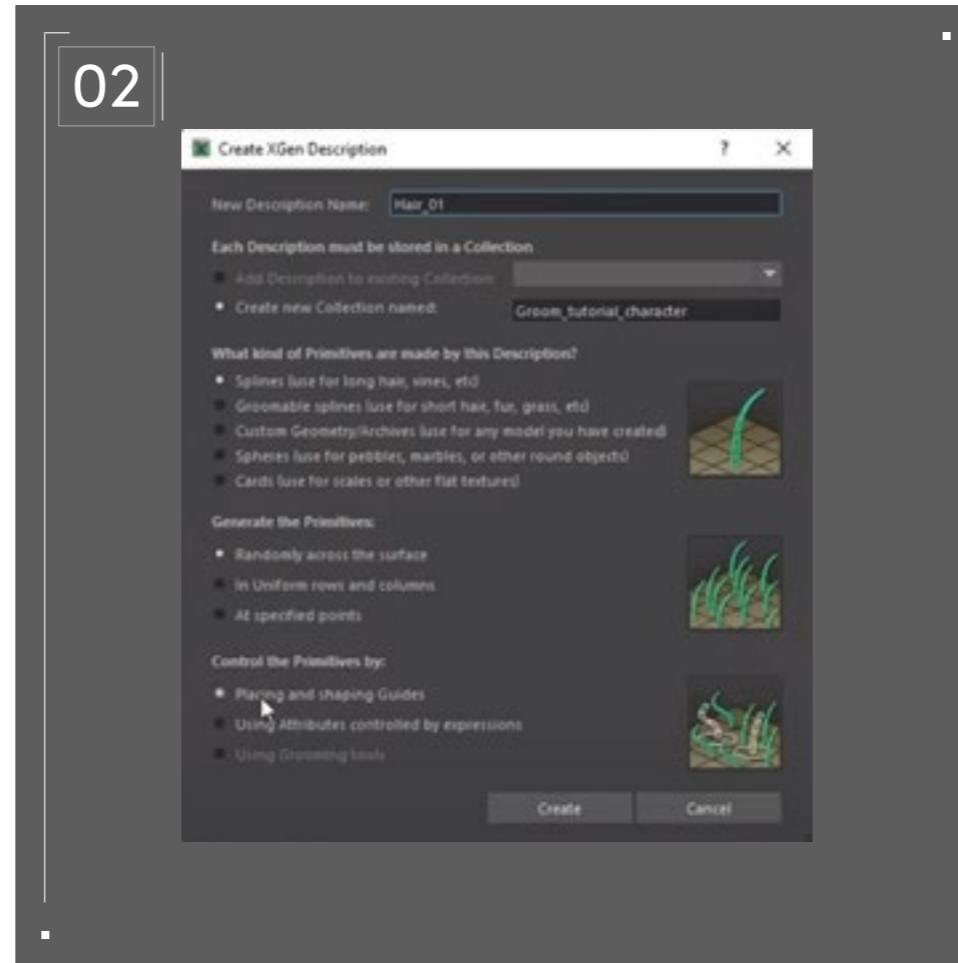 02
Create XGen Description
New Description Name: Hair_01
Each Description must be stored in a Collection
Add Description to existing Collection:
Create new Collection named: Groom_tutorial_character
What kind of Primitives are made by this Description?
Splines (use for long hair, vines, etc)
Groomable splines (use for short hair, fur, grass, etc)
Custom Geometry/Archives (use for any model you have created)
Spheres (use for pebbles, marbles, or other round objects)
Cards (use for scales or other flat textures)
Generate the Primitives:
Randomly across the surface
In Uniform rows and columns
At specified points
Control the Primitives by:
Placing and shaping Guides
Using Attributes controlled by expressions
Using Grooming tools
Create Cancel